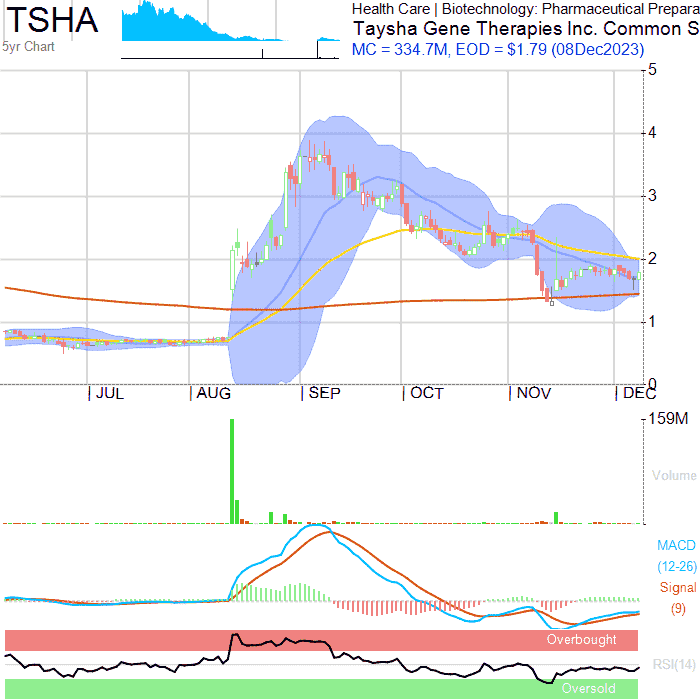 TSHA
5yr Chart
Health Care | Biotechnology: Pharmaceutical Prepara
Taysha Gene Therapies Inc. Common S
MC = 334.7M, EOD = $1.79 (08Dec2023)
5
4
3
2
1
0
JUL AUG SEP OCT NOV DEC
159M
Volume
MACD
(12-26)
Signal
(9)
Overbought
RSI(14)
Oversold